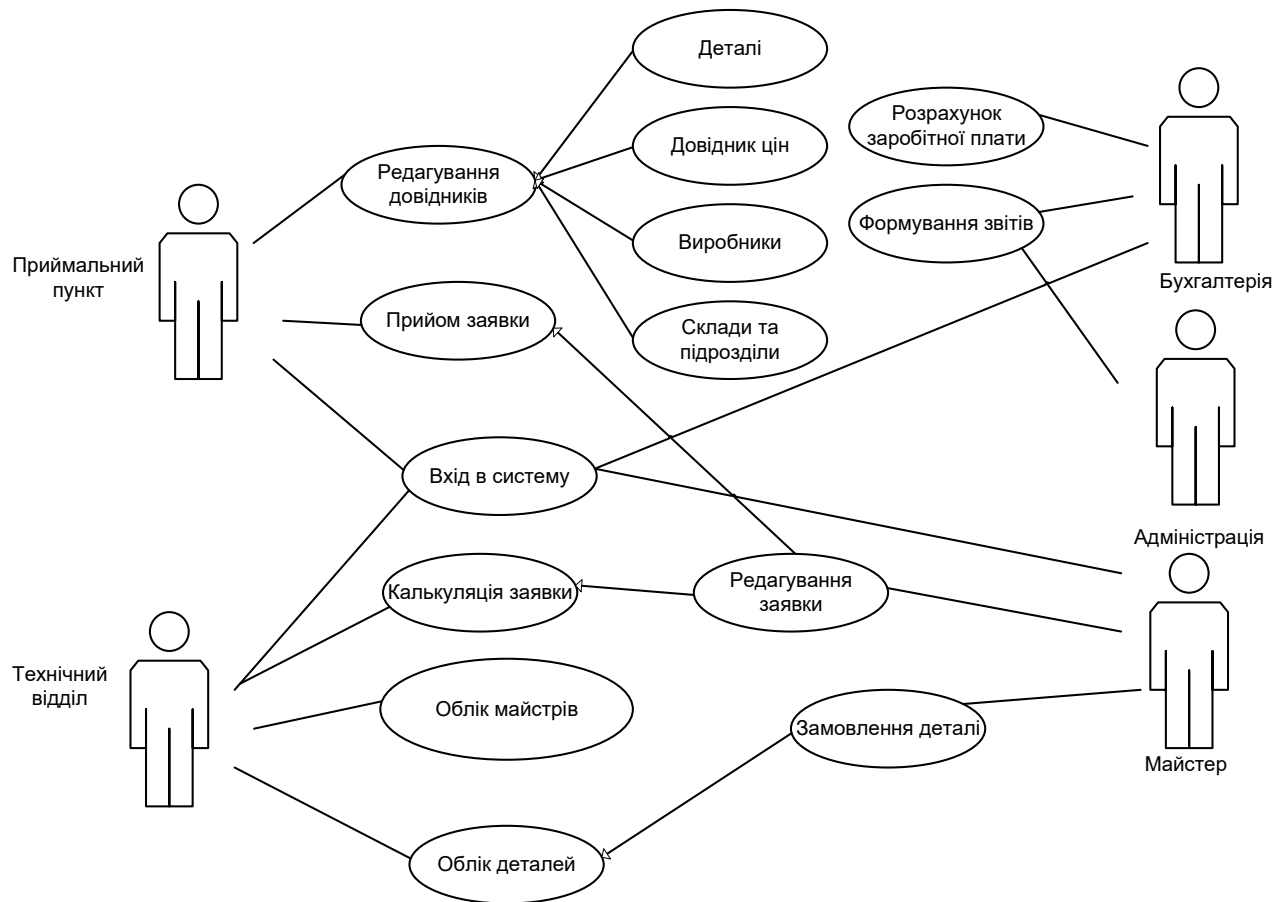 Деталі
Довідник цін
Виробники
Склади та
підрозділи
Розрахунок
заробітної плати
Формування звітів
Бухгалтерія
Редагування
довідників
Приймальний
пункт
Прийом заявки
Вхід в систему
Адміністрація
Калькуляція заявки
Редагування
заявки
Технічний
відділ
Облік майстрів
Замовлення деталі
Майстер
Облік деталей